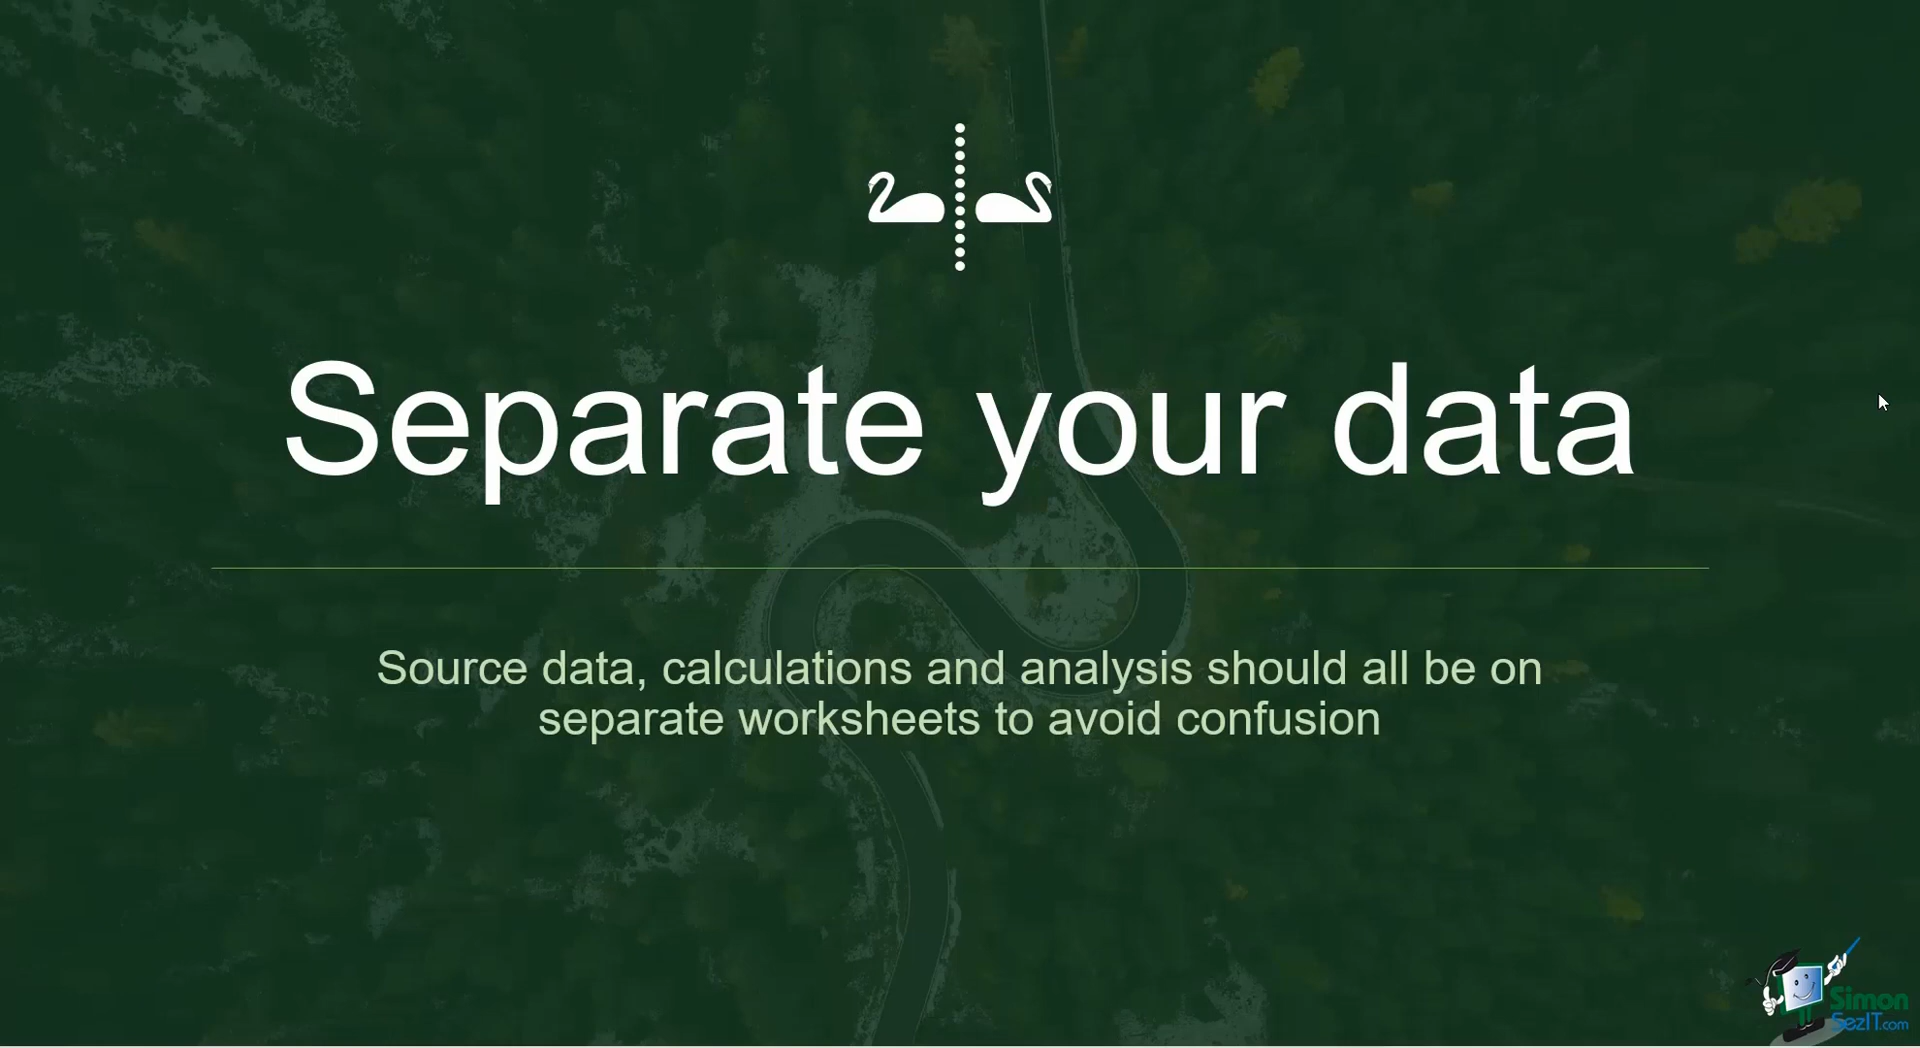 Separate your data
Source data, calculations and analysis should all be on
separate worksheets to avoid confusion
Simon
SezIT.com